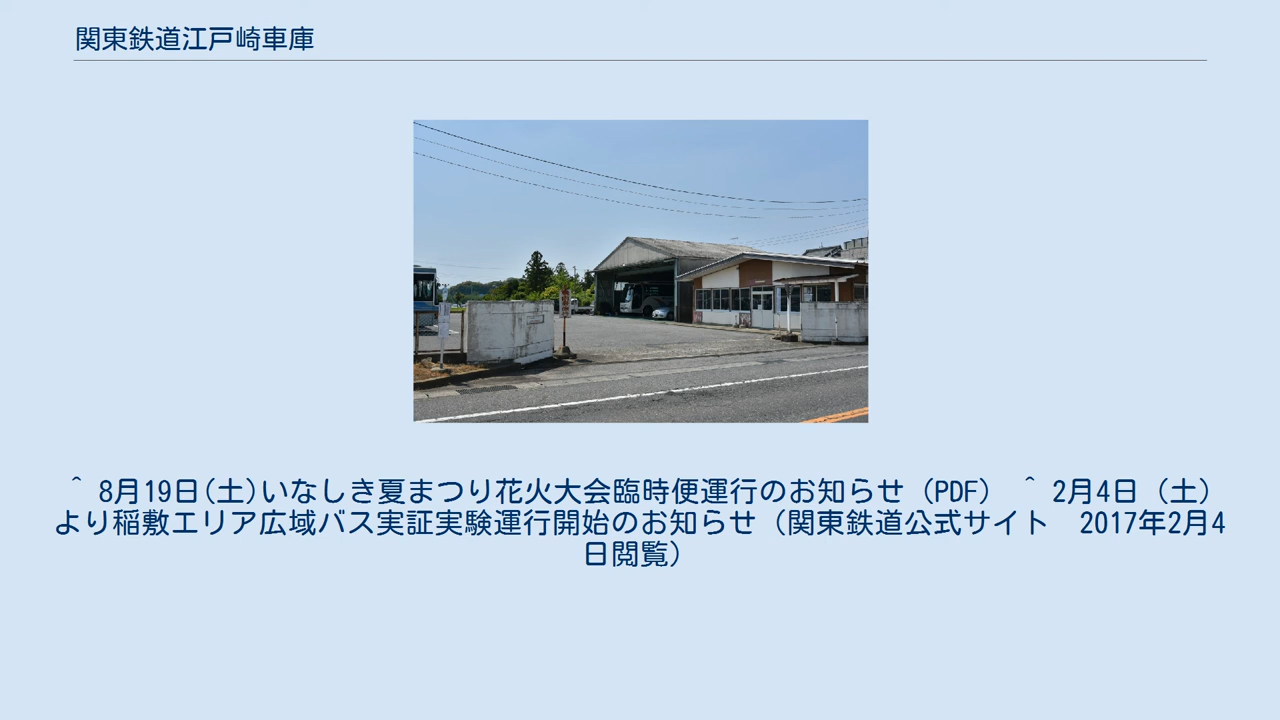 関東鉄道江戸崎車庫
^ 8月19日(土)いなしき夏まつり花火大会臨時便運行のお知らせ（PDF） ^ 2月4日（土）
より稲敷エリア広域バス実証実験運行開始のお知らせ（関東鉄道公式サイト　2017年2月4
日閲覧）